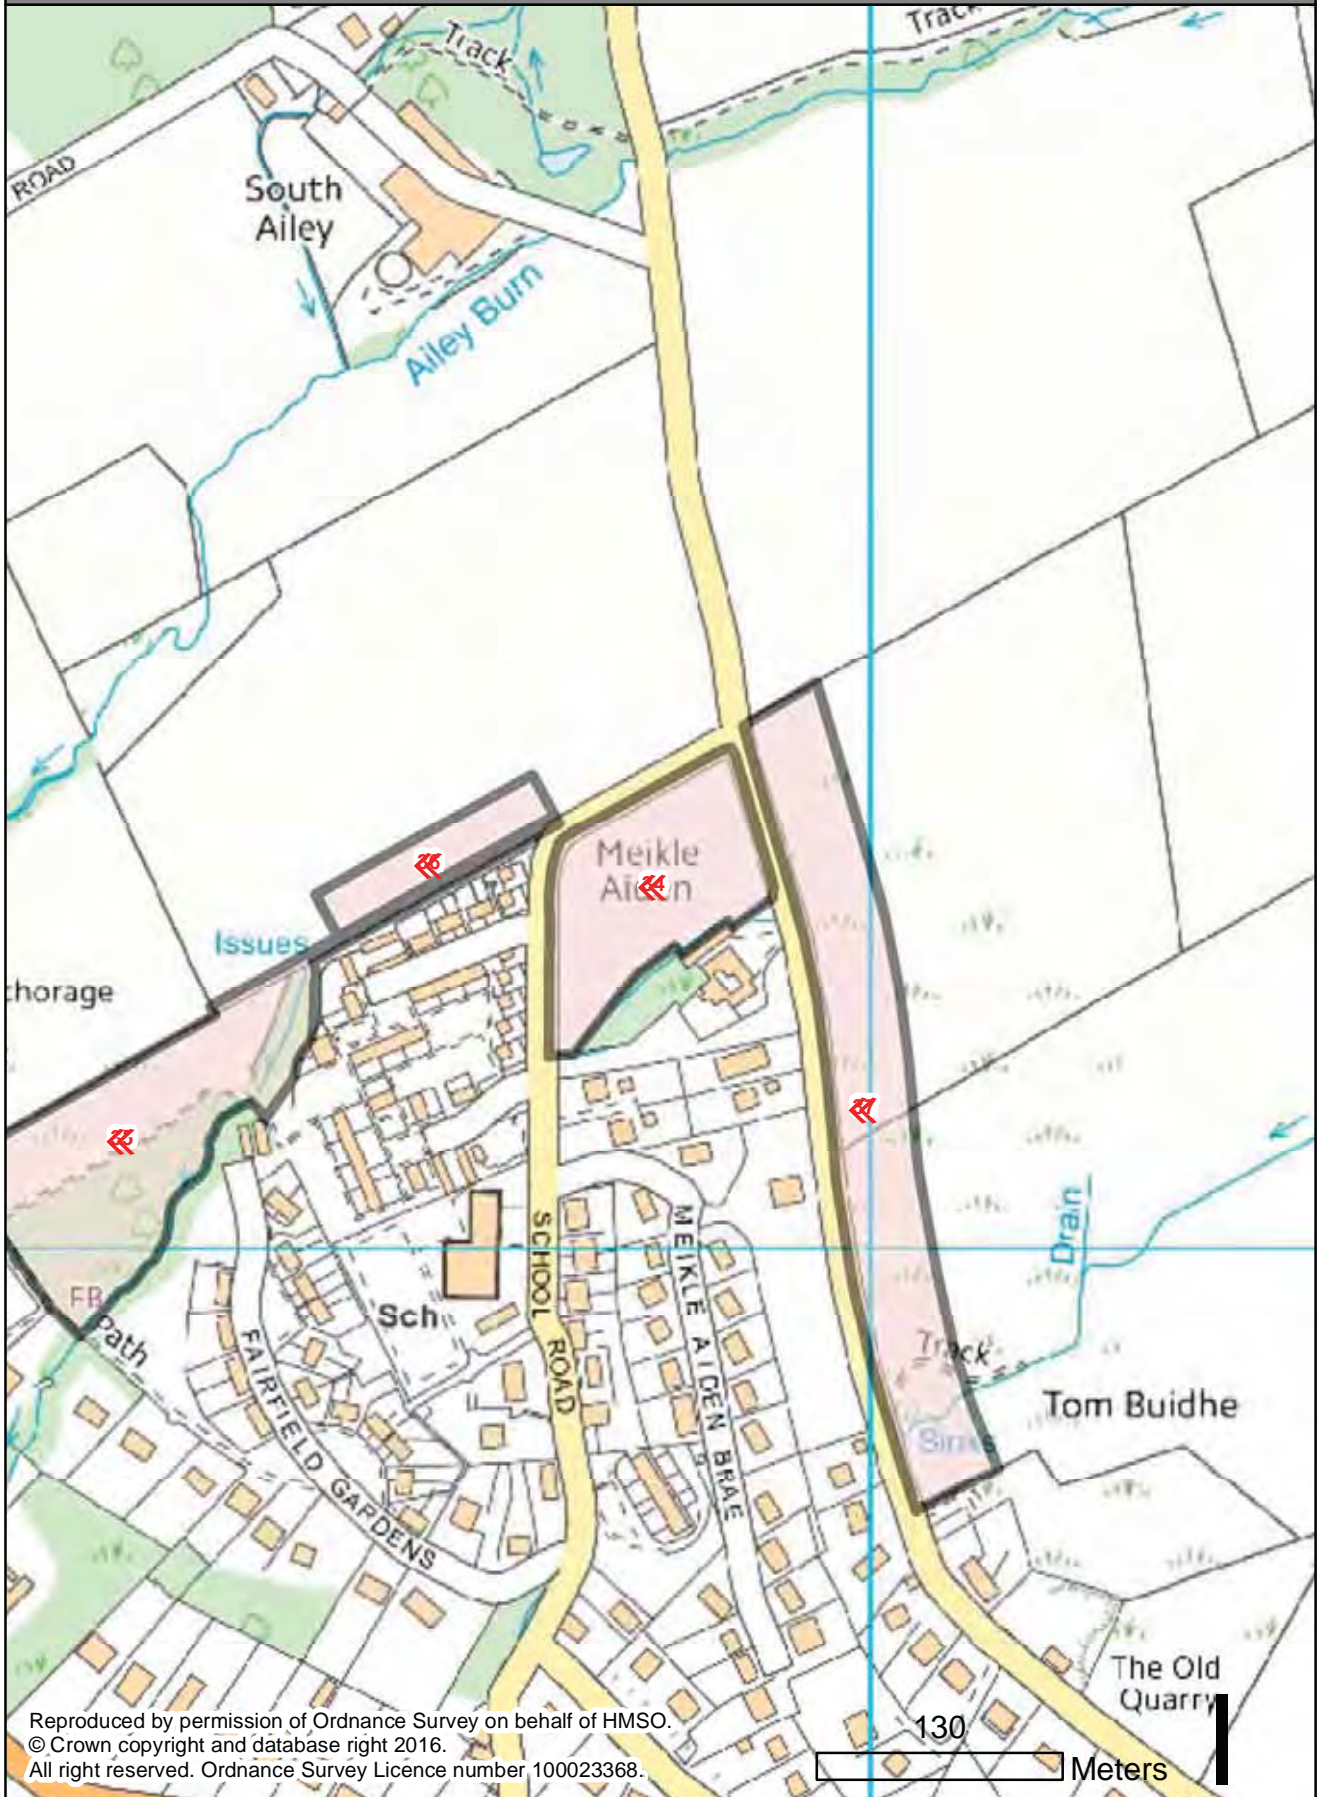 Track
Track
ROAD
South
Ailey
Ailey Burn
Meikle
Issues
chorage
Drain
SCHOOL ROAD
MEIKLE AIDEN BRAE
FB
Path
Sch
FAIRFIELD GARDENS
Track
Tom Buidhe
The Old
Quarry
Reproduced by permission of Ordnance Survey on behalf of HMSO.
© Crown copyright and database right 2016.
All right reserved. Ordnance Survey Licence number 100023368.
130
Meters